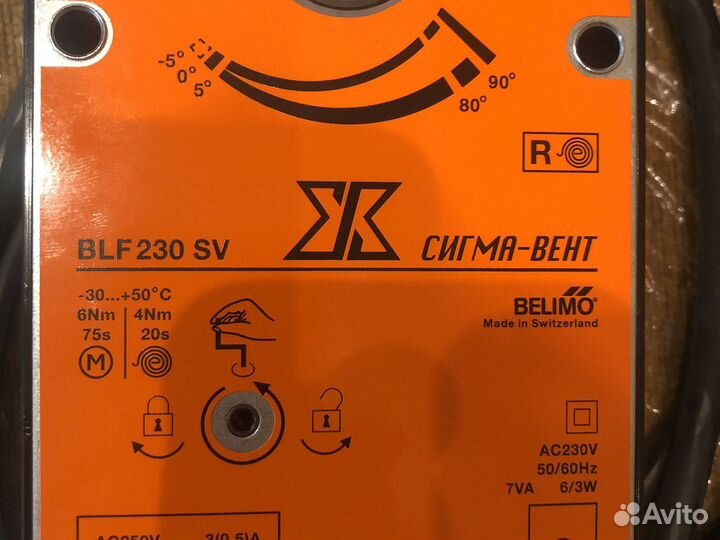 -5°
0°
5°
90°
80°
R
BLF230 SV
СИГМА-ВЕНТ
-30...+50°C
6Nm 4Nm
75s 20s
M
BELIMO®
Made in Switzerland
AC230V
50/60Hz
7VA 6/3W
AC250V 3(0,5)A
Avito